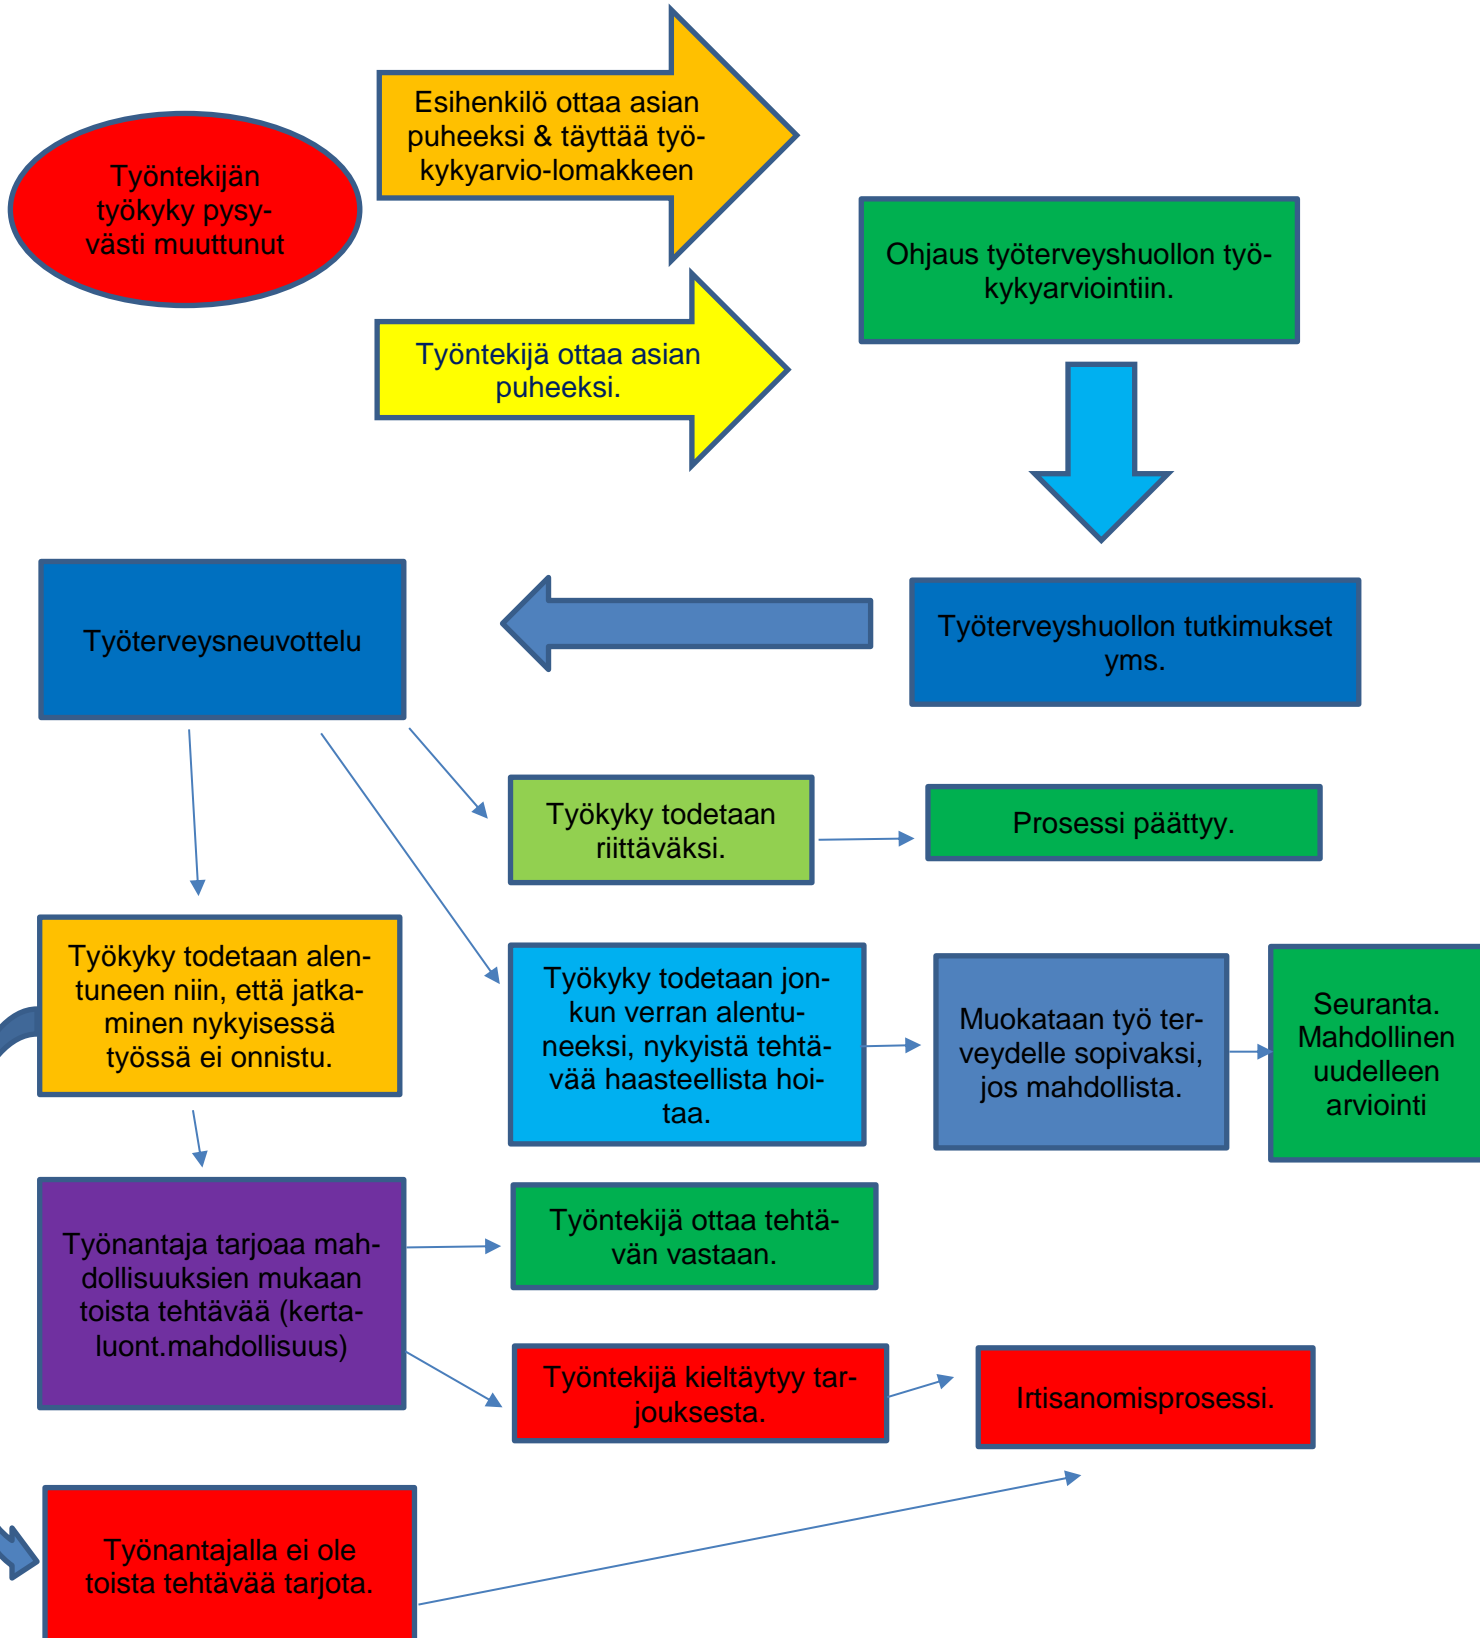 Esihenkilö ottaa asian
puheeksi & täyttää työ-
kykyarvio-lomakkeen
Työntekijän
työkyky pysy-
västi muuttunut
Ohjaus työterveyshuollon työ-
kykyarviointiin.
Työntekijä ottaa asian
puheeksi.
Työterveysneuvottelu
Työterveyshuollon tutkimukset
yms.
Työkyky todetaan
riittäväksi.
Prosessi päättyy.
Työkyky todetaan alen-
tuneen niin, että jatka-
minen nykyisessä
työssä ei onnistu.
Työkyky todetaan jon-
kun verran alentu-
neeksi, nykyistä tehtä-
vää haasteellista hoi-
taa.
Muokataan työ ter-
veydelle sopivaksi,
jos mahdollista.
Seuranta.
Mahdollinen
uudelleen
arviointi
Työnantaja tarjoaa mah-
dollisuuksien mukaan
toista tehtävää (kerta-
luont.mahdollisuus)
Työntekijä ottaa tehtä-
vän vastaan.
Työntekijä kieltäytyy tar-
jouksesta.
Irtisanomisprosessi.
Työnantajalla ei ole
toista tehtävää tarjota.